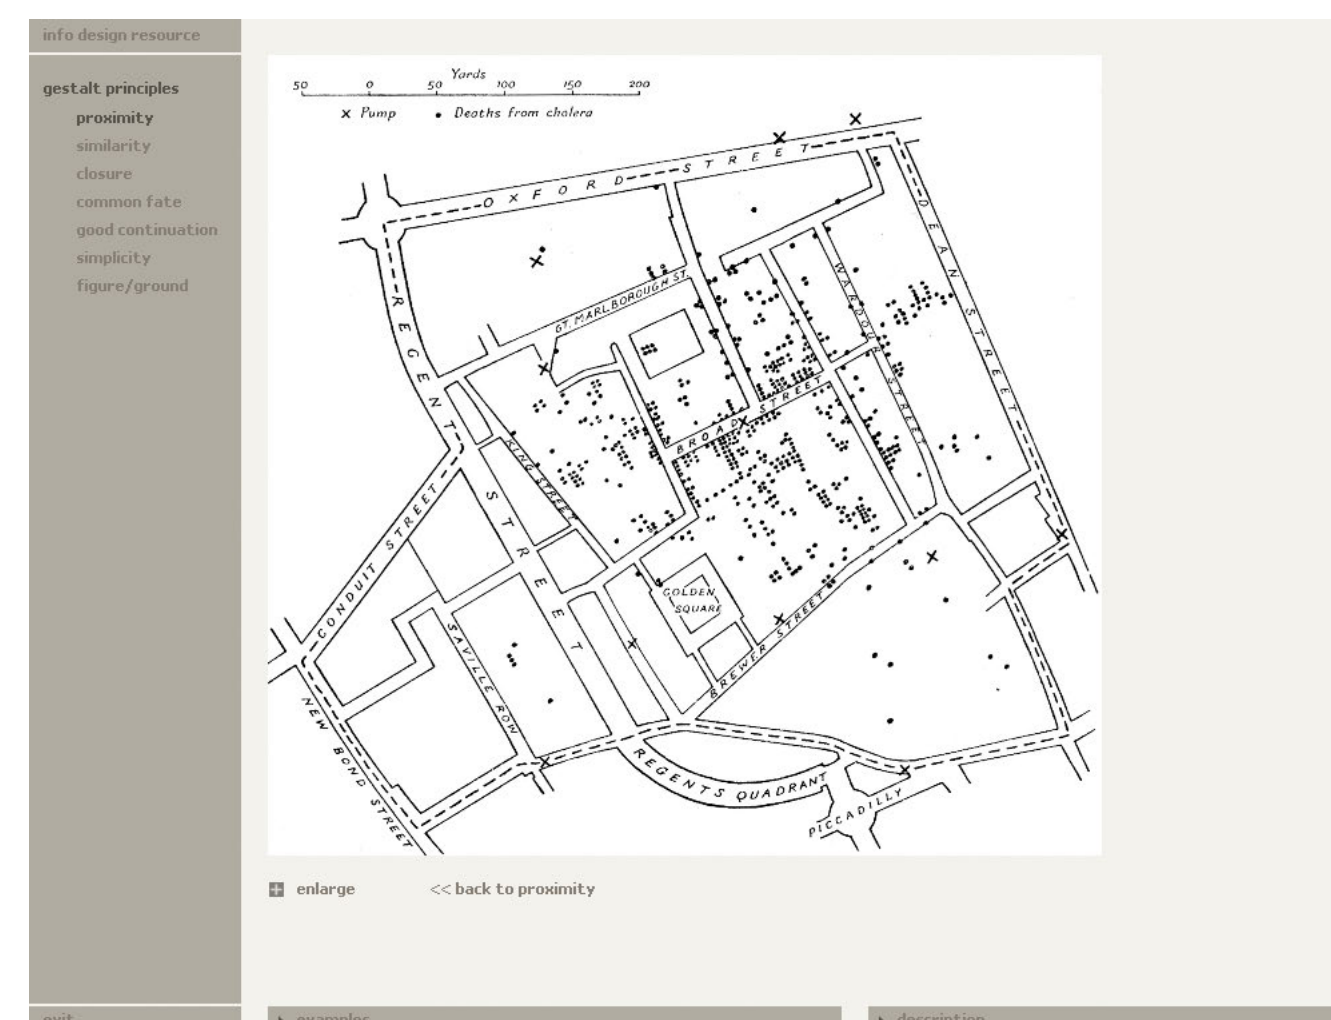 info design resource
gestalt principles
proximity
similarity
closure
common fate
good continuation
simplicity
figure/ground
Yards
50 0 50 100 150 200
x Pump • Deaths from cholera
OXFORD STREET
DEAN STREET
WARDOUR STREET
GT. MARLBOROUGH ST.
REGENT STREET
BROAD STREET
KING STREET
CONDUIT STREET
GOLDEN
SQUARE
SAVILLE ROW
BREWER STREET
NEW BOND STREET
REGENTS QUADRANT
PICCADILLY
enlarge << back to proximity
exit
examples
description